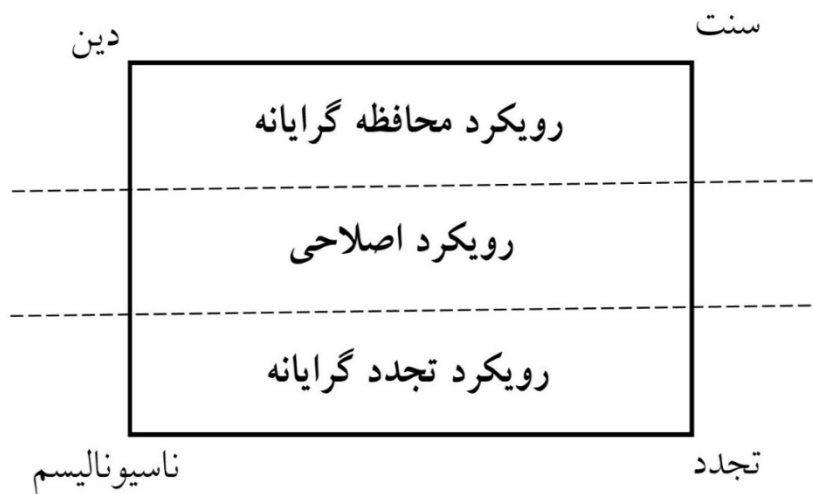 سنت
دین
رویکرد محافظه گرایانه
رویکرد اصلاحی
رویکرد تجدد گرایانه
تجدد
ناسیونالیسم